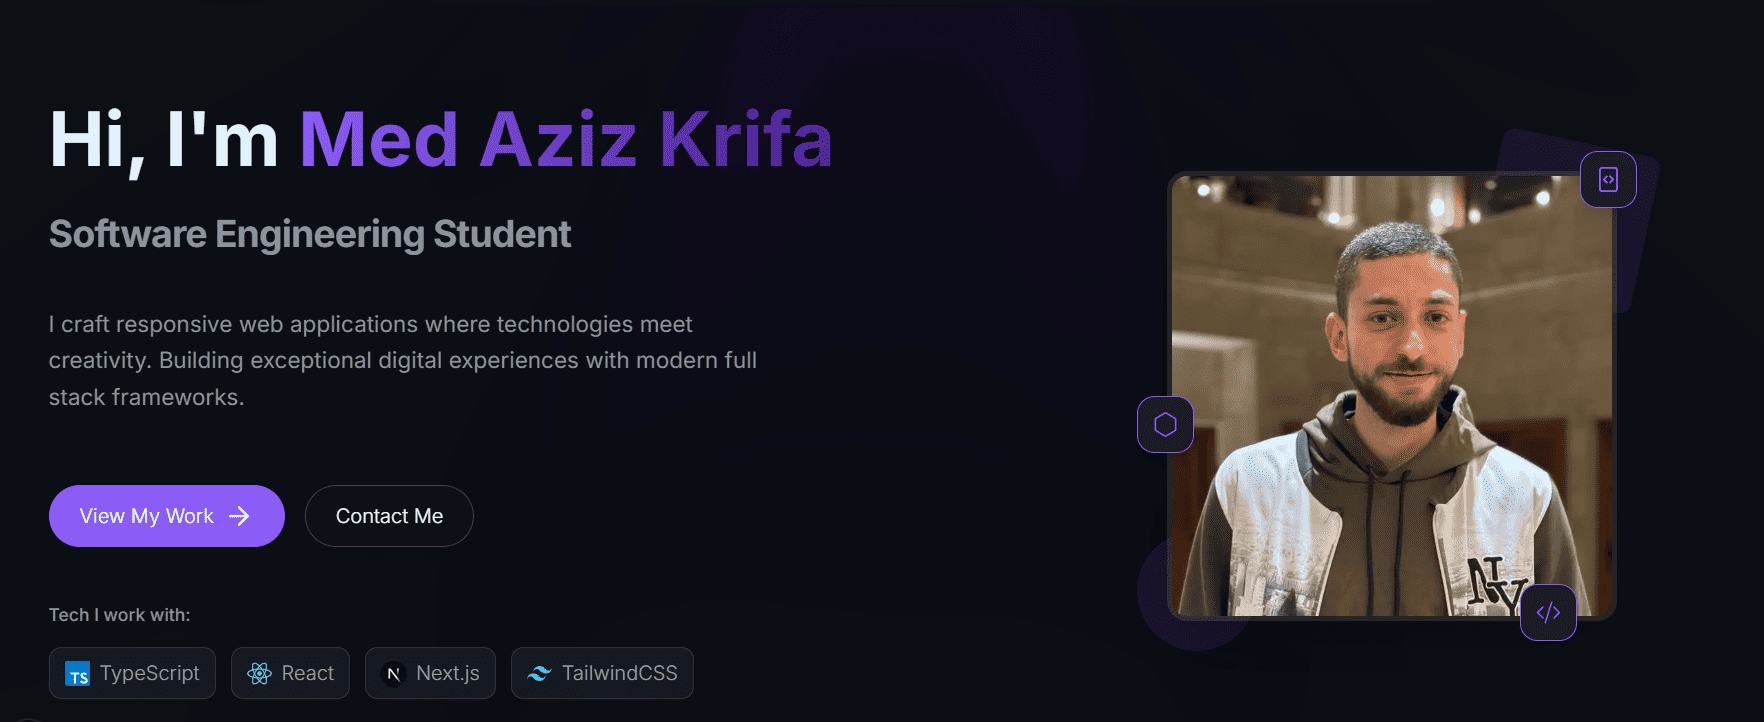 Hi, I'm Med Aziz Krifa
Software Engineering Student
I craft responsive web applications where technologies meet
creativity. Building exceptional digital experiences with modern full
stack frameworks.
View My Work
Contact Me
Tech I work with:
TS TypeScript
React
N Next.js
TailwindCSS
NY